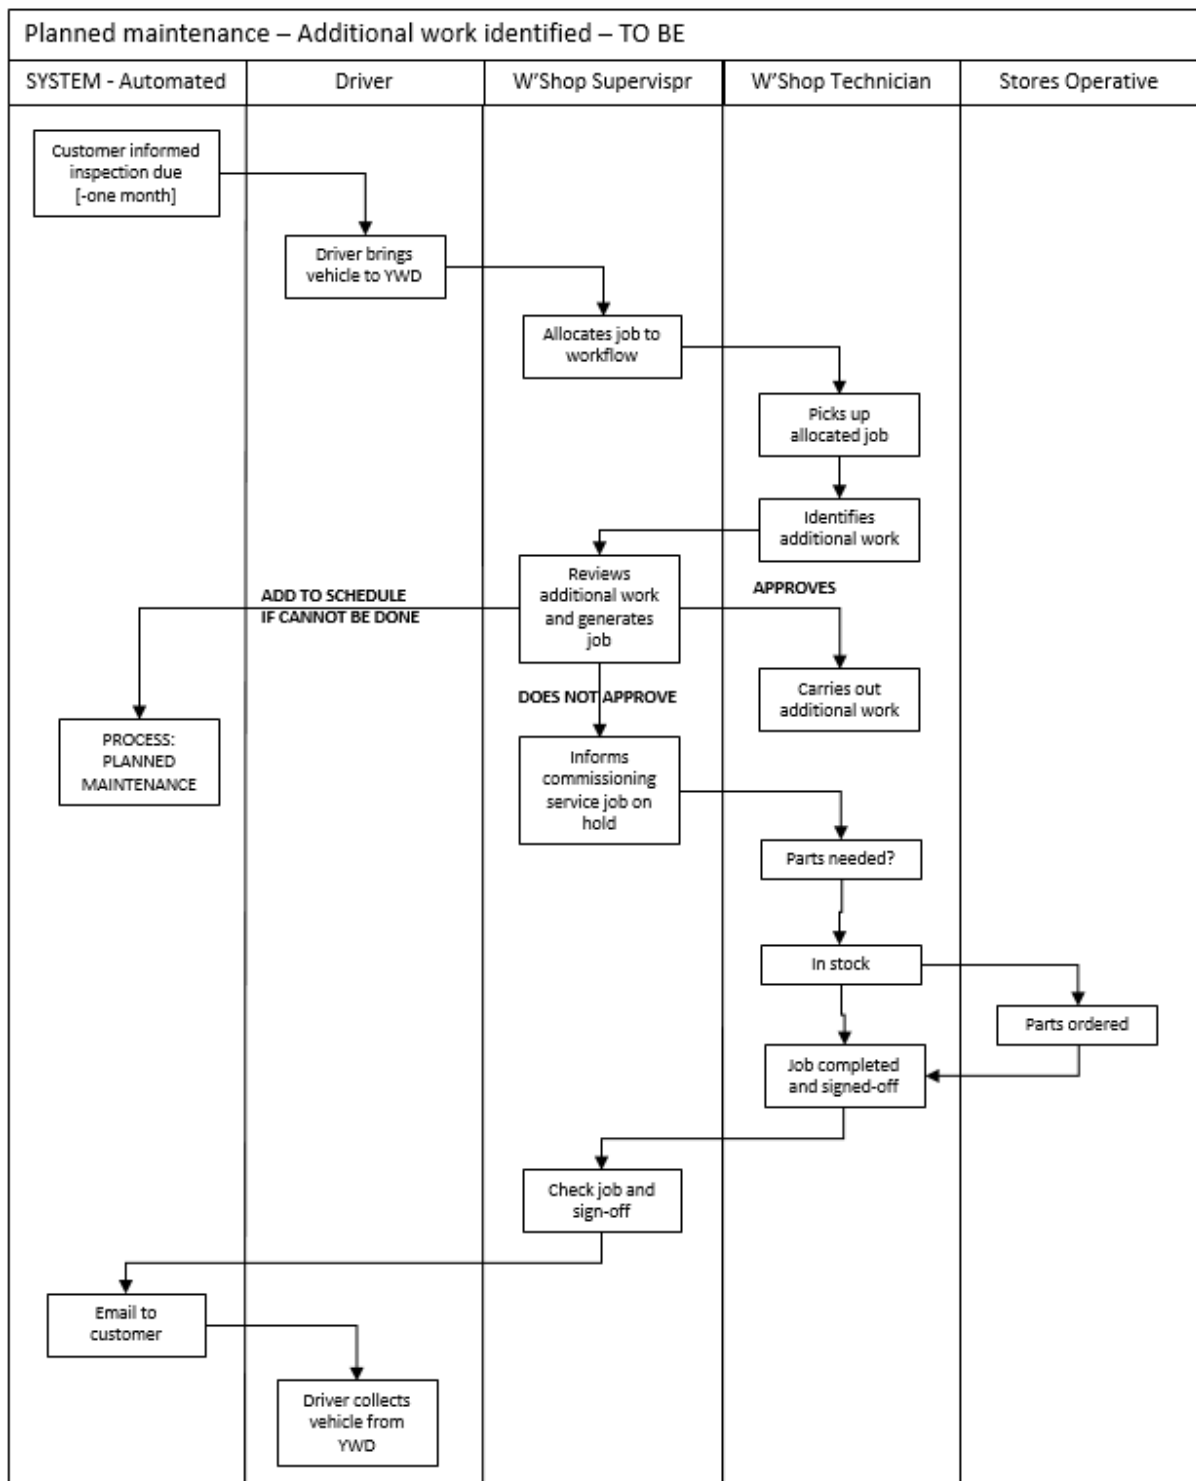 Planned maintenance – Additional work identified – TO BE
SYSTEM - Automated
Driver
W'Shop Supervispr
W'Shop Technician
Stores Operative
Customer informed
inspection due
[-one month]
Driver brings
vehicle to YWD
Allocates job to
workflow
Picks up
allocated job
Identifies
additional work
Reviews
additional work
and generates
job
ADD TO SCHEDULE
IF CANNOT BE DONE
APPROVES
Carries out
additional work
DOES NOT APPROVE
PROCESS:
PLANNED
MAINTENANCE
Informs
commissioning
service job on
hold
Parts needed?
In stock
Parts ordered
Job completed
and signed-off
Check job and
sign-off
Email to
customer
Driver collects
vehicle from
YWD